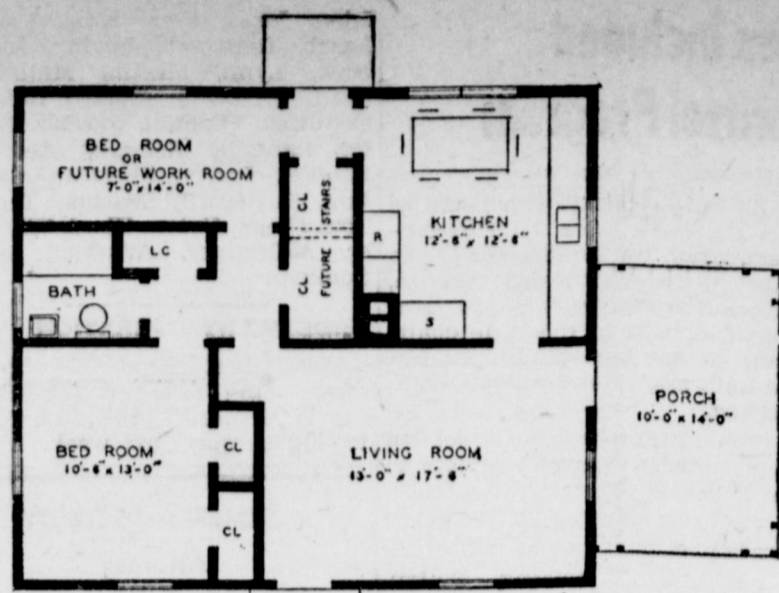 BED ROOM
OR
FUTURE WORK ROOM
7'-0" x 14'-0"
CL
STAIRS
FUTURE
CL
KITCHEN
12'-6" x 12'-6"
R
S
LC
BATH
PORCH
10'-0" x 14'-0"
BED ROOM
10'-6" x 13'-0"
CL
CL
LIVING ROOM
13'-0" x 17'-6"